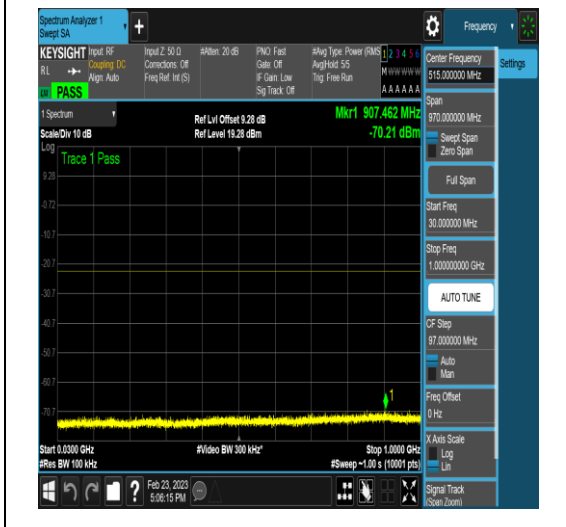 Spectrum Analyzer 1
Swept SA
Frequency
KEYSIGHT
Input: RF
Coupling: DC
Align: Auto
RL
PASS
Input Z: 50 Ω
Corrections: Off
Freq Ref: Int (S)
#Atten: 20 dB
PNO: Fast
Gate: Off
IF Gain: Low
Sig Track: Off
#Avg Type: Power (RMS
Avg|Hold: 5/5
Trig: Free Run
1 2 3 4 5 6
M W W W W W
A A A A A A
1 Spectrum
Scale/Div 10 dB
Ref Lvl Offset 9.28 dB
Ref Level 19.28 dBm
Mkr1 907.462 MHz
-70.21 dBm
Log
Trace 1 Pass
9.28
-0.72
-10.7
-20.7
-30.7
-40.7
-50.7
-60.7
-70.7
1
Start 0.0300 GHz
#Res BW 100 kHz
#Video BW 300 kHz*
Stop 1.0000 GHz
#Sweep ~1.00 s (10001 pts)
Feb 23, 2023
5:06:15 PM
Center Frequency
515.000000 MHz
Settings
Span
970.000000 MHz
Swept Span
Zero Span
Full Span
Start Freq
30.000000 MHz
Stop Freq
1.000000000 GHz
AUTO TUNE
CF Step
97.000000 MHz
Auto
Man
Freq Offset
0 Hz
X Axis Scale
Log
Lin
Signal Track
(Span Zoom)